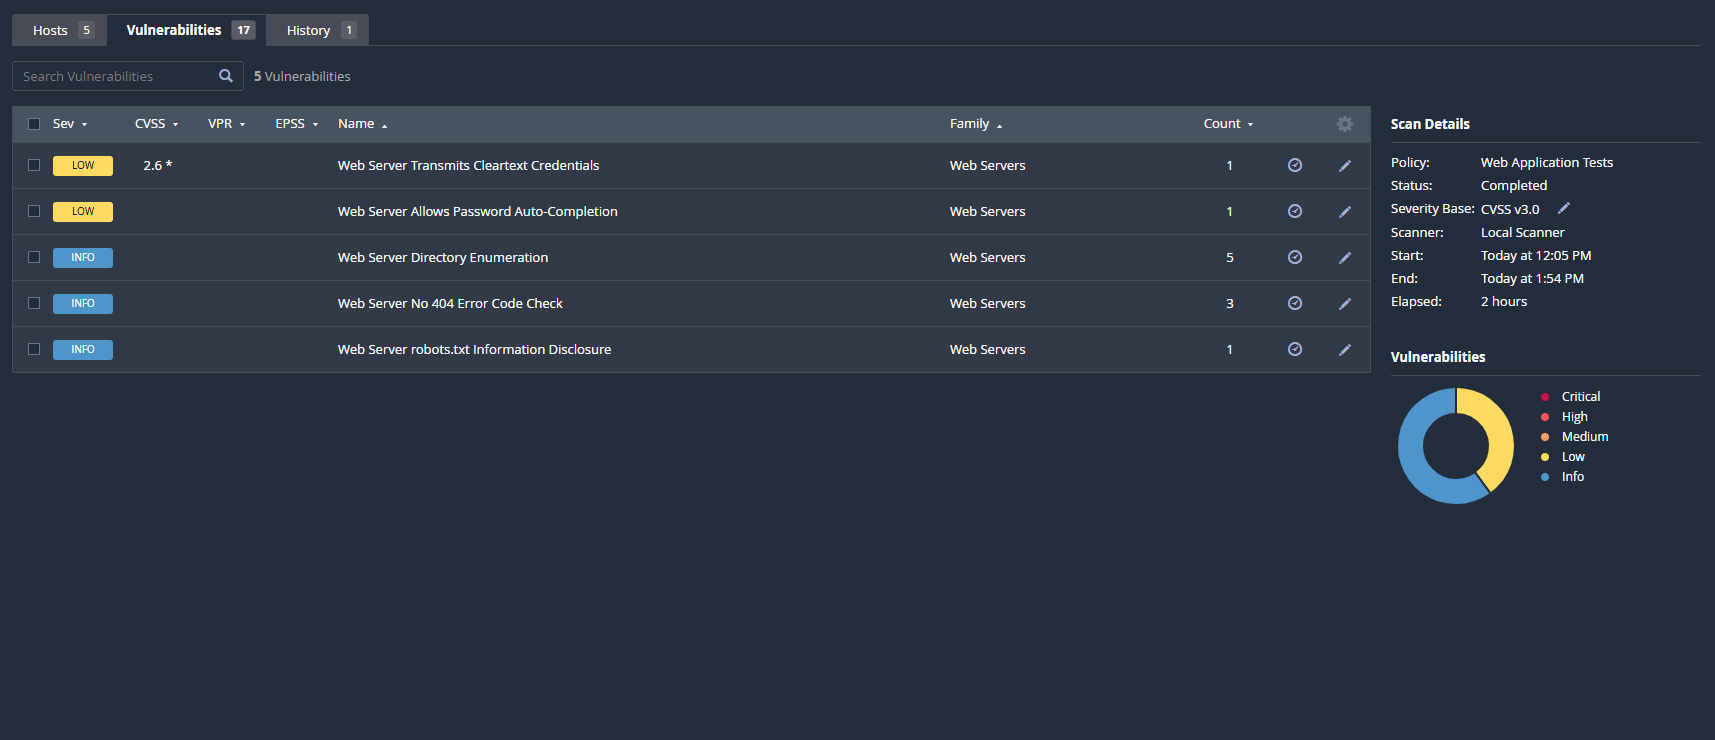 Hosts 5 Vulnerabilities 17 History 1
Search Vulnerabilities 5 Vulnerabilities
Sev CVSS VPR EPSS Name Family Count
LOW 2.6 * Web Server Transmits Cleartext Credentials Web Servers 1
LOW Web Server Allows Password Auto-Completion Web Servers 1
INFO Web Server Directory Enumeration Web Servers 5
INFO Web Server No 404 Error Code Check Web Servers 3
INFO Web Server robots.txt Information Disclosure Web Servers 1
Scan Details
Policy: Web Application Tests
Status: Completed
Severity Base: CVSS v3.0
Scanner: Local Scanner
Start: Today at 12:05 PM
End: Today at 1:54 PM
Elapsed: 2 hours
Vulnerabilities
Critical
High
Medium
Low
Info